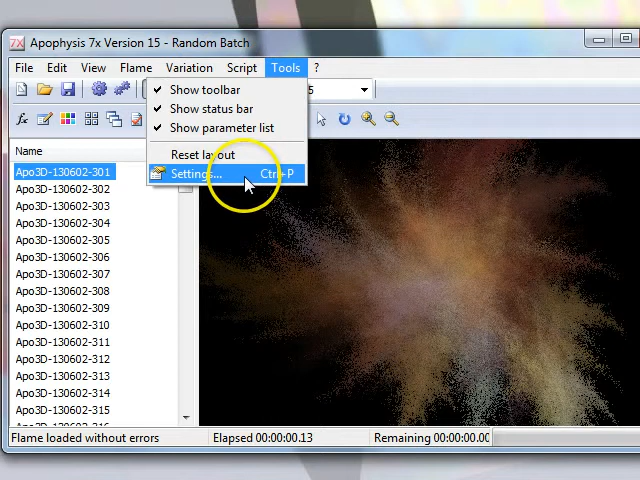 7X Apophysis 7x Version 15 - Random Batch
File Edit View Flame Variation Script Tools ?
Show toolbar
5
Show status bar
Show parameter list
fx
Reset layout
Name
Settings... Ctrl+P
Apo3D-130602-301
Apo3D-130602-302
Apo3D-130602-303
Apo3D-130602-304
Apo3D-130602-305
Apo3D-130602-306
Apo3D-130602-307
Apo3D-130602-308
Apo3D-130602-309
Apo3D-130602-310
Apo3D-130602-311
Apo3D-130602-312
Apo3D-130602-313
Apo3D-130602-314
Apo3D-130602-315
Flame loaded without errors Elapsed 00:00:00.13 Remaining 00:00:00.00